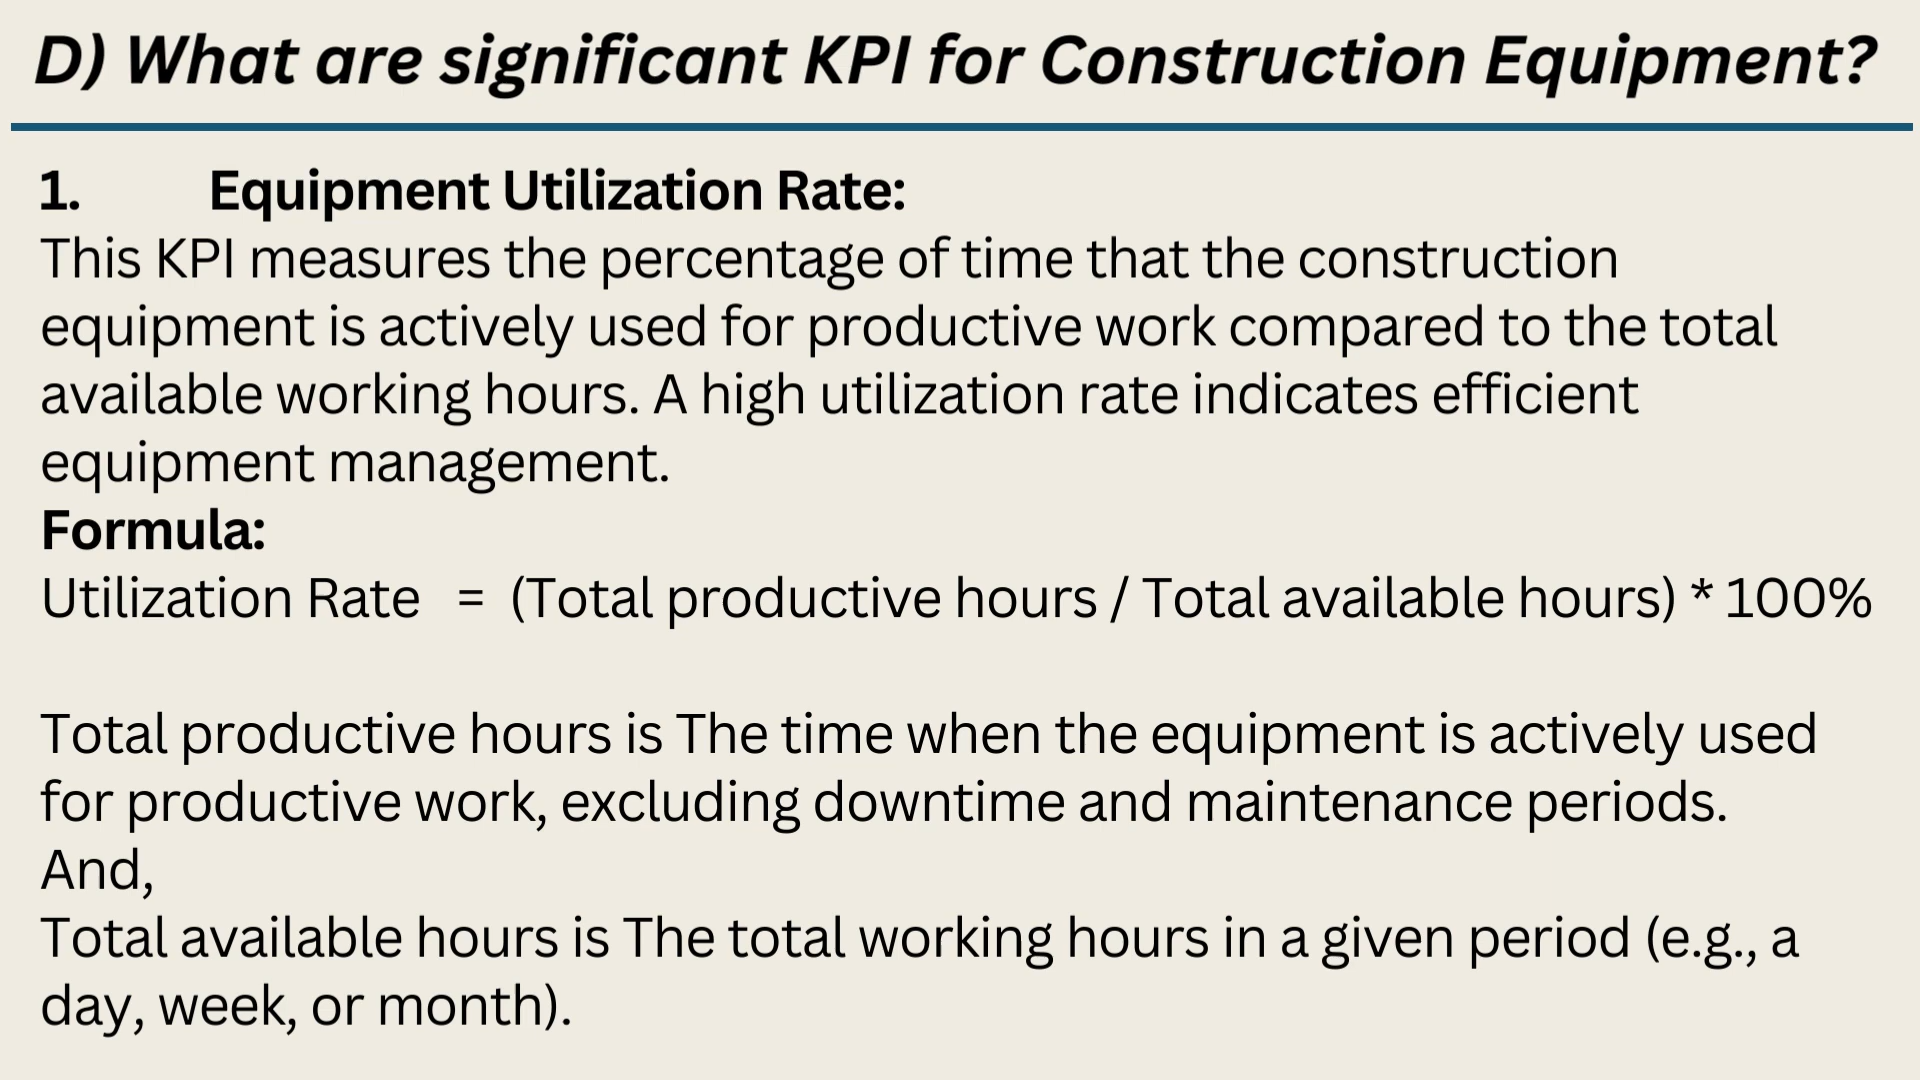 D) What are significant KPI for Construction Equipment?
1. Equipment Utilization Rate:
This KPI measures the percentage of time that the construction
equipment is actively used for productive work compared to the total
available working hours. A high utilization rate indicates efficient
equipment management.
Formula:
Utilization Rate = (Total productive hours / Total available hours) * 100%
Total productive hours is The time when the equipment is actively used
for productive work, excluding downtime and maintenance periods.
And,
Total available hours is The total working hours in a given period (e.g., a
day, week, or month).